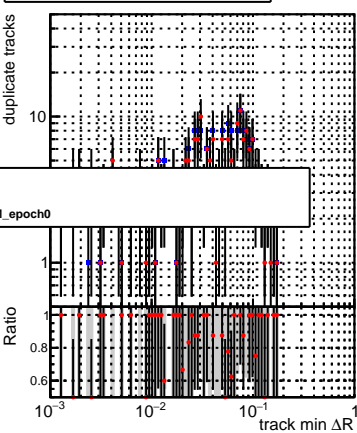 duplicate tracks
10
l_epoch0
1
Ratio
1
0.8
0.6
10⁻³ 10⁻² 10⁻¹ 1
track min ΔR